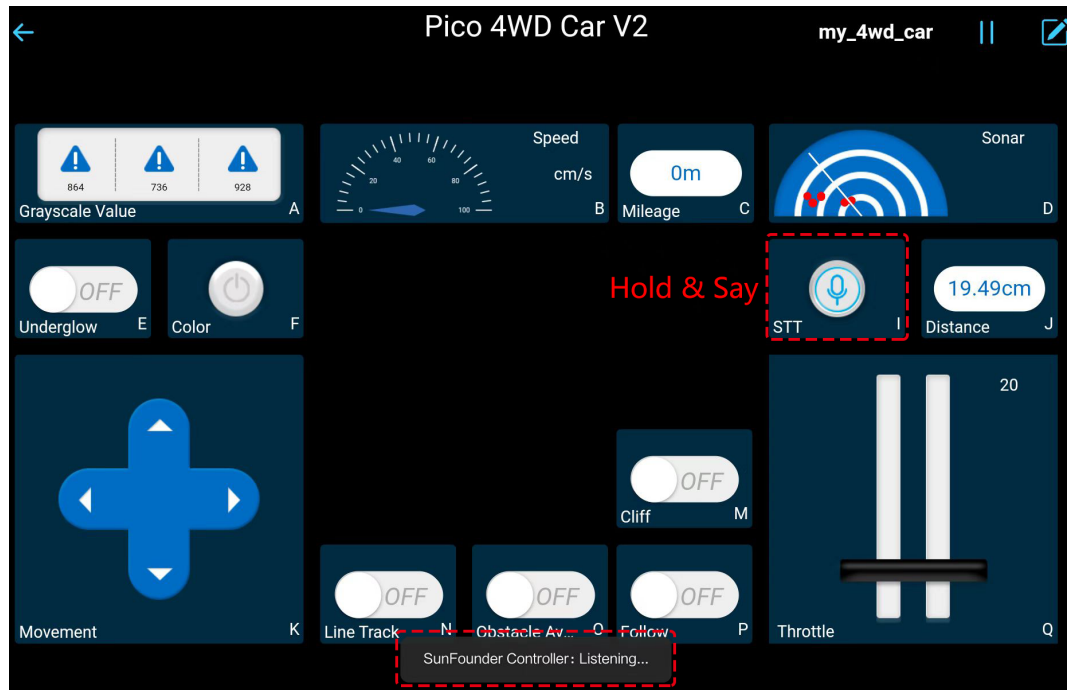 Pico 4WD Car V2
my_4wd_car
864
736
928
Grayscale Value
A
0
20
40
60
80
100
Speed
cm/s
B
0m
Mileage
C
Sonar
D
OFF
Underglow
E
Color
F
Hold & Say
STT
I
19.49cm
Distance
J
Movement
K
OFF
Cliff
M
OFF
Line Track
N
OFF
Obstacle Av...
O
OFF
Follow
P
20
Throttle
Q
SunFounder Controller: Listening...